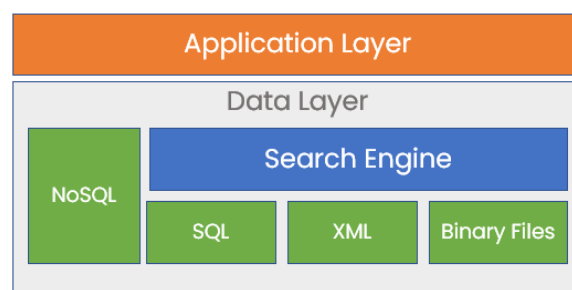 Application Layer
Data Layer
NoSQL
Search Engine
SQL
XML
Binary Files